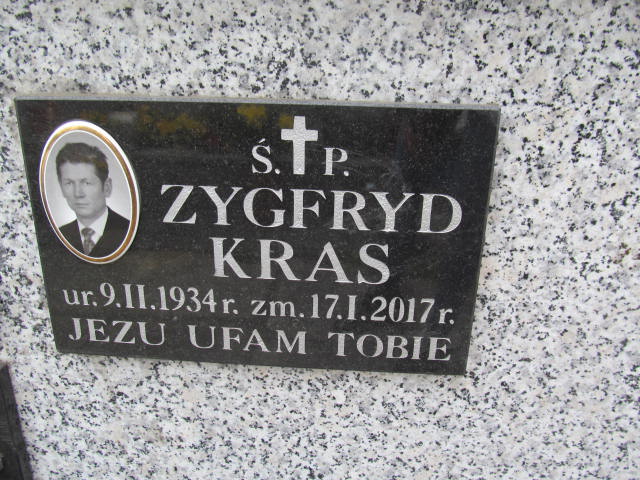 Ś. P.
ZYGFRYD
KRAS
ur. 9.II.1934 r. zm. 17.I.2017 r.
JEZU UFAM TOBIE